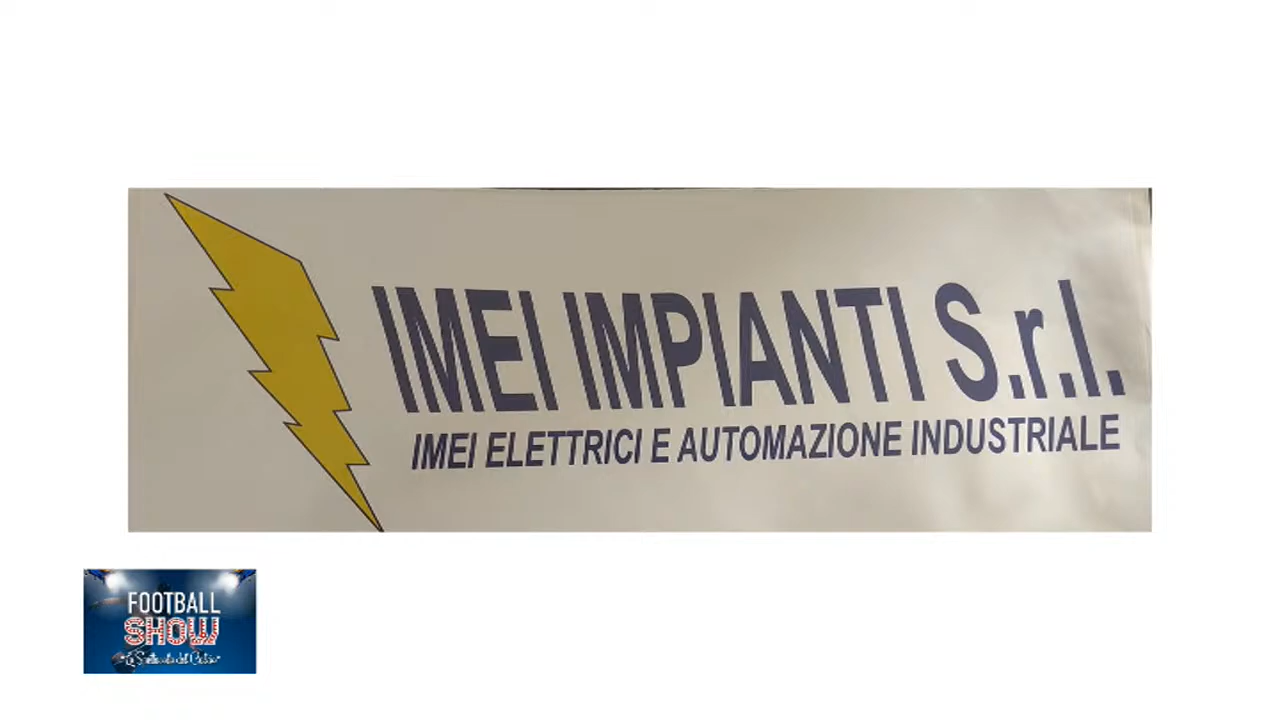 IMEI IMPIANTI S.r.l.
IMEI ELETTRICI E AUTOMAZIONE INDUSTRIALE
FOOTBALL
SHOW